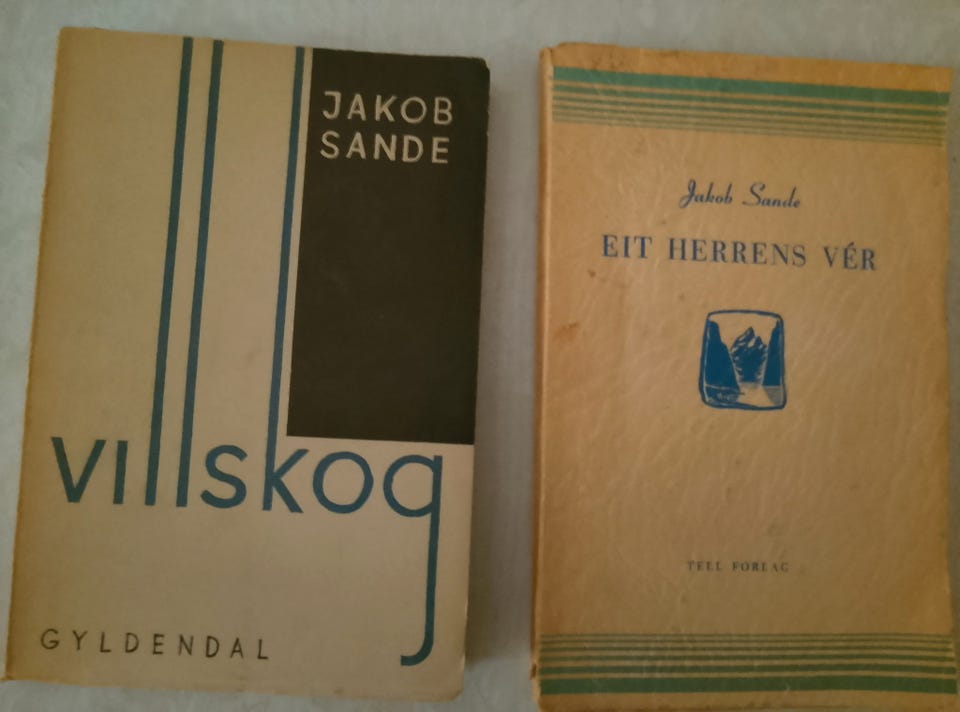 JAKOB
SANDE
villskog
GYLDENDAL
Jakob Sande
EIT HERRENS VÉR
TELL FORLAG